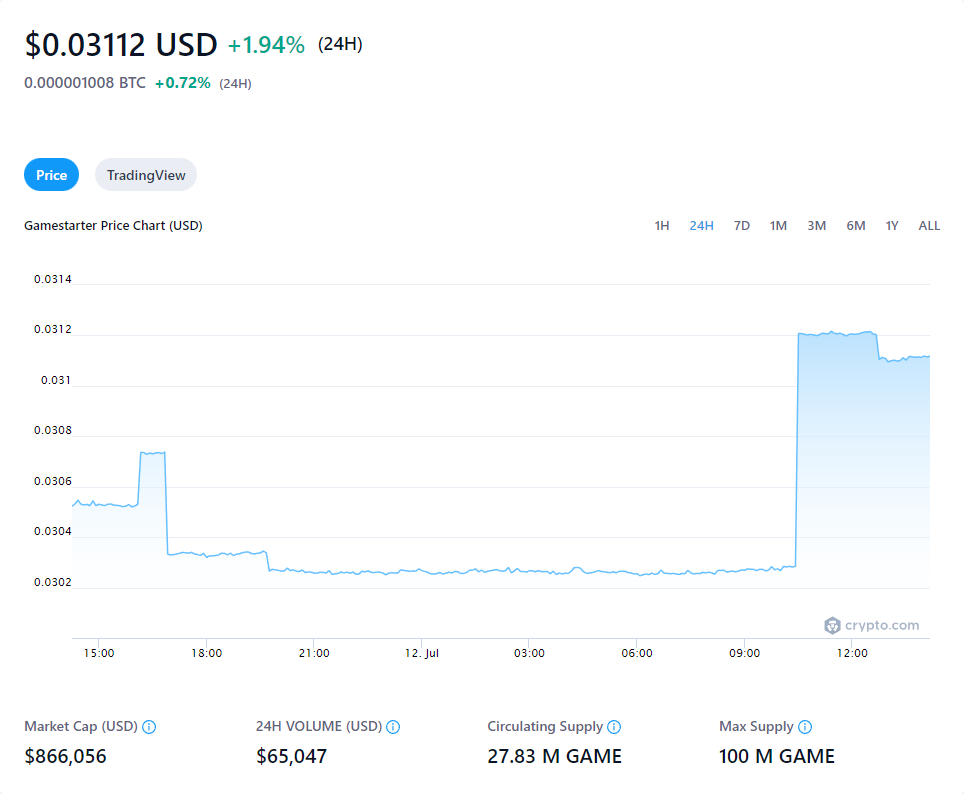 $0.03112 USD +1.94% (24H)
0.000001008 BTC +0.72% (24H)
Price TradingView
Gamestarter Price Chart (USD) 1H 24H 7D 1M 3M 6M 1Y ALL
0.0314
0.0312
0.031
0.0308
0.0306
0.0304
0.0302
crypto.com
15:00 18:00 21:00 12. Jul 03:00 06:00 09:00 12:00
Market Cap (USD) 24H VOLUME (USD) Circulating Supply Max Supply
$866,056 $65,047 27.83 M GAME 100 M GAME